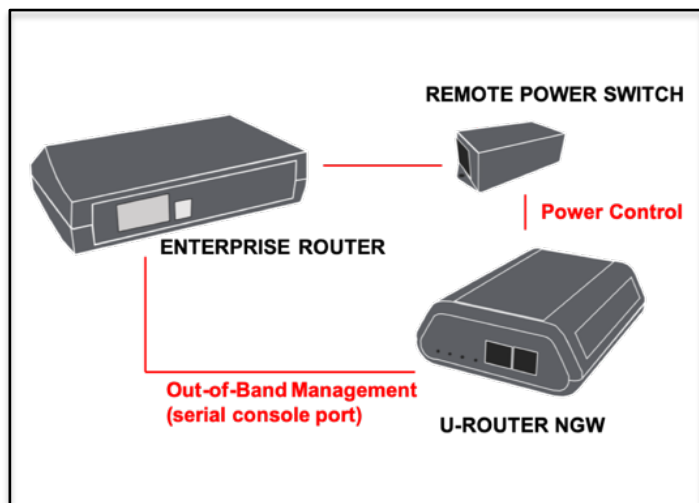 REMOTE POWER SWITCH
Power Control
ENTERPRISE ROUTER
Out-of-Band Management
(serial console port)
U-ROUTER NGW